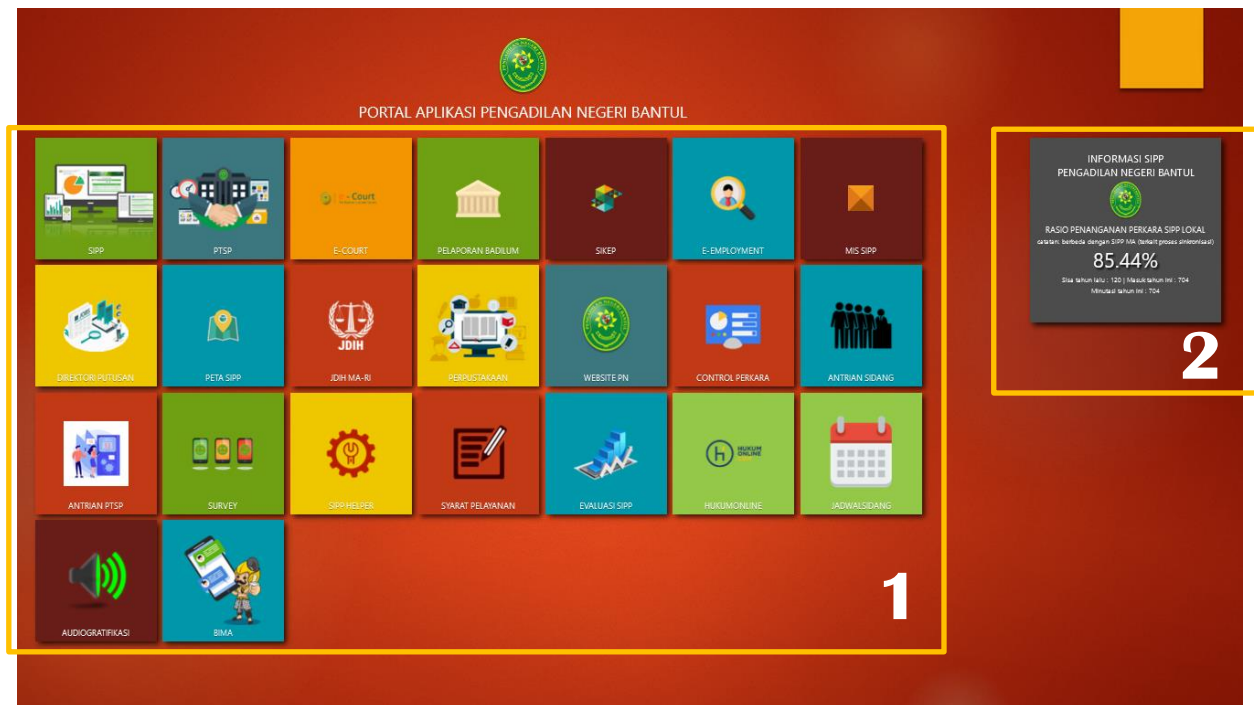 PORTAL APLIKASI PENGADILAN NEGERI BANTUL
SIPP
PTSP
e-Court
E-COURT
PELAPORAN BADILUM
SIKEP
E-EMPLOYMENT
MIS SIPP
DIREKTORI PUTUSAN
PETA SIPP
JDIH
JDIH MA-RI
PERPUSTAKAAN
WEBSITE PN
CONTROL PERKARA
ANTRIAN SIDANG
ANTRIAN PTSP
SURVEY
SIPP HELPER
SYARAT PELAYANAN
EVALUASI SIPP
h HUKUM
ONLINE
HUKUMONLINE
JADWALSIDANG
AUDIOGRATIFIKASI
BIMA
1
INFORMASI SIPP
PENGADILAN NEGERI BANTUL
RASIO PENANGANAN PERKARA SIPP LOKAL
catatan: berbeda dengan SIPP MA (terkait proses sinkronisasi)
85.44%
Sisa tahun lalu : 120 | Masuk tahun ini : 704
Minutasi tahun ini : 704
2